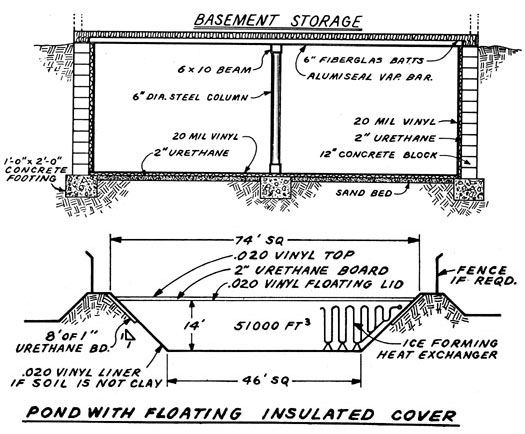 BASEMENT STORAGE
6" FIBERGLAS BATTS
6 x 10 BEAM
ALUMISEAL VAP. BAR.
6" DIA. STEEL COLUMN
20 MIL VINYL
20 MIL VINYL
2" URETHANE
2" URETHANE
12" CONCRETE BLOCK
1'-0" x 2'-0"
CONCRETE
FOOTING
SAND BED
74' SQ
.020 VINYL TOP
2" URETHANE BOARD
.020 VINYL FLOATING LID
FENCE
IF REQD.
14'
51000 FT³
8' OF 1"
URETHANE BD.
1
1
ICE FORMING
HEAT EXCHANGER
.020 VINYL LINER
IF SOIL IS NOT CLAY
46' SQ
POND WITH FLOATING INSULATED COVER